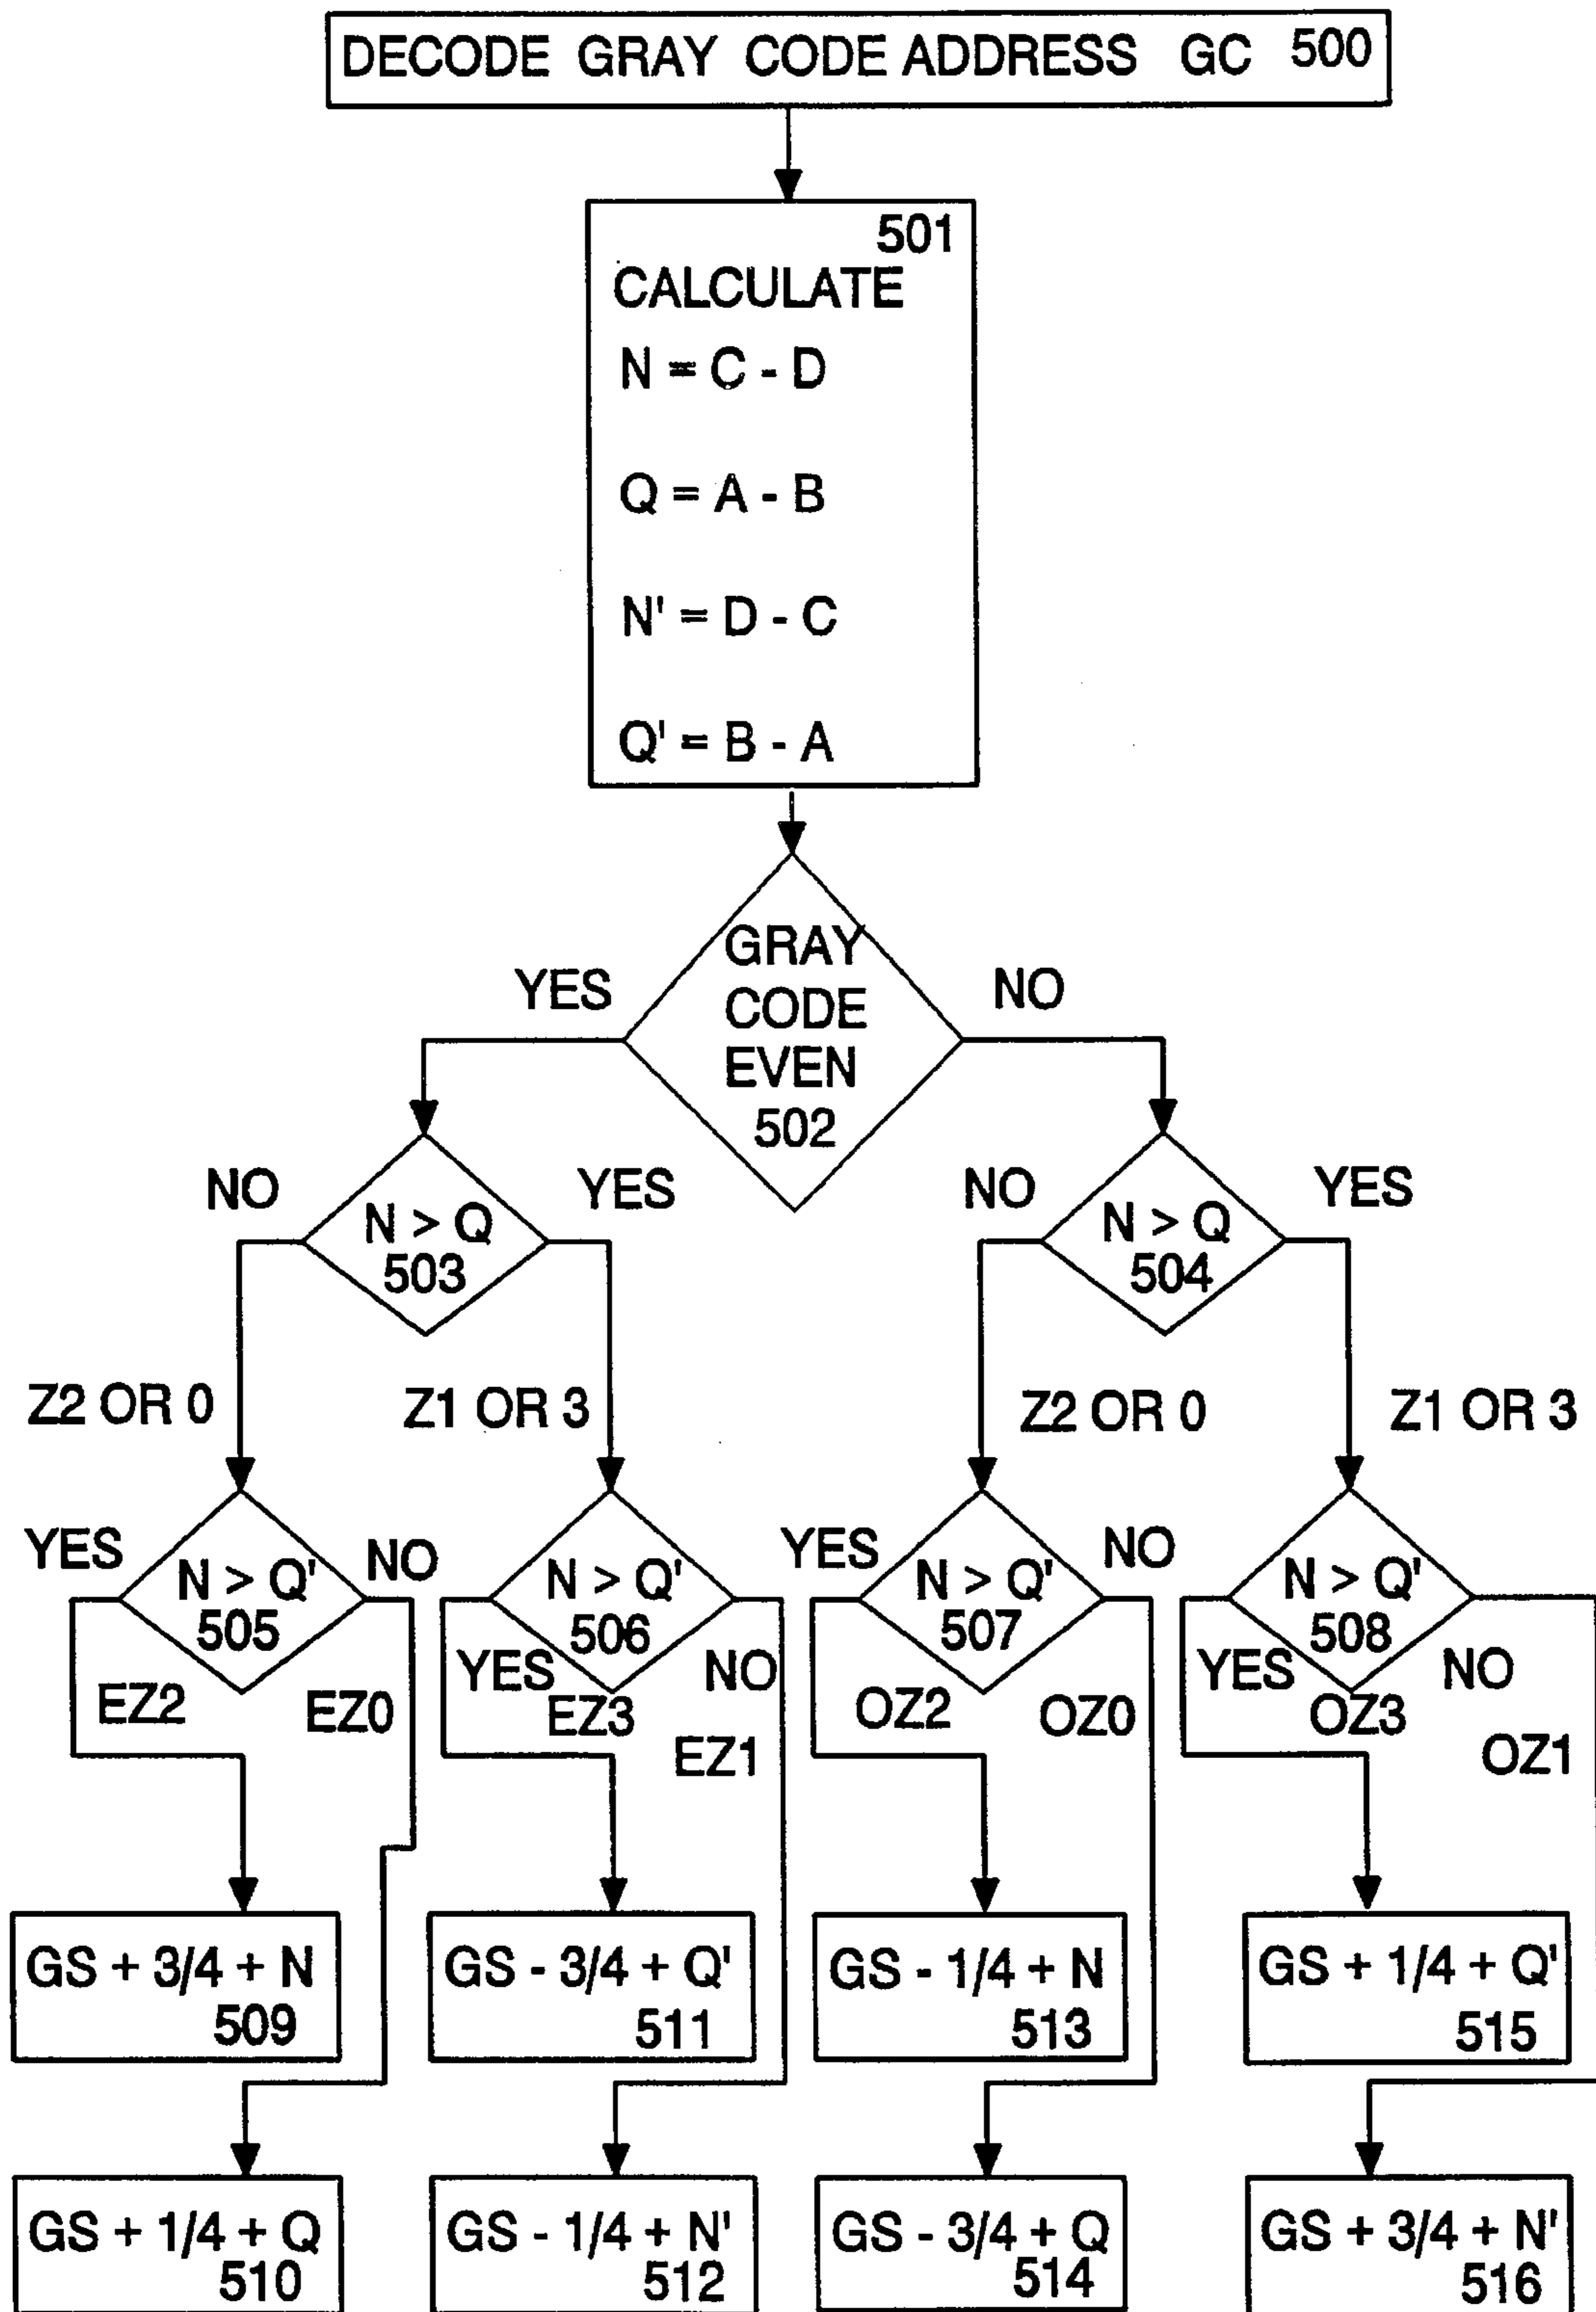 DECODE GRAY CODE ADDRESS GC 500
501
CALCULATE
N = C - D
Q = A - B
N' = D - C
Q' = B - A
GRAY
CODE
EVEN
502
YES
NO
NO
N > Q
503
YES
NO
N > Q
504
YES
Z2 OR 0
Z1 OR 3
Z2 OR 0
Z1 OR 3
YES
N > Q'
505
NO
N > Q'
506
YES
NO
YES
N > Q'
507
NO
N > Q'
508
YES
NO
EZ2
EZ0
EZ3
EZ1
OZ2
OZ0
OZ3
OZ1
GS + 3/4 + N
509
GS - 3/4 + Q'
511
GS - 1/4 + N
513
GS + 1/4 + Q'
515
GS + 1/4 + Q
510
GS - 1/4 + N'
512
GS - 3/4 + Q
514
GS + 3/4 + N'
516